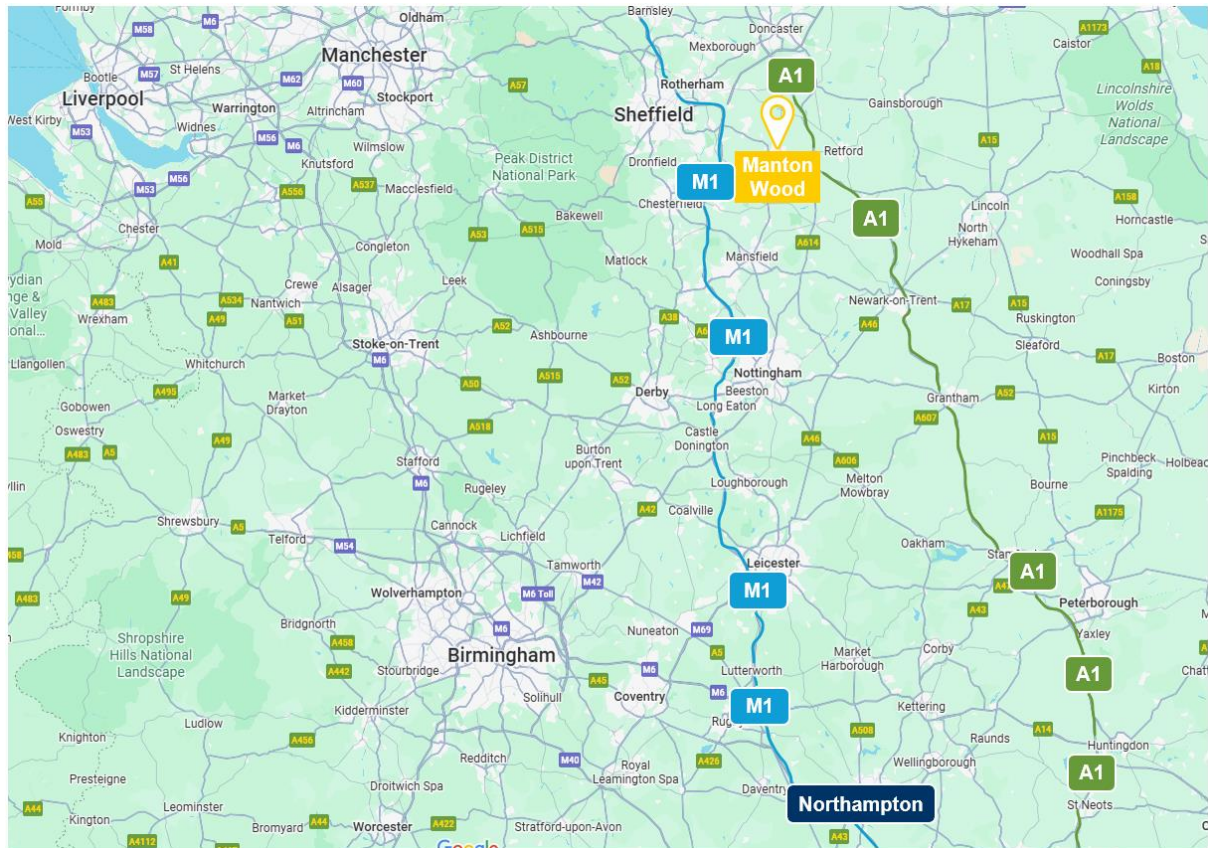 Formby
M6
Oldham
Barnsley
Doncaster
A1173
Caistor
M58
Manchester
Mexborough
A18
M57
St Helens
M62
M60
A57
Rotherham
A1
Bootle
Liverpool
Warrington
Altrincham
Stockport
Gainsborough
Lincolnshire
Wolds
National
Landscape
West Kirby
Widnes
M56
Sheffield
M53
M6
Knutsford
Wilmslow
Peak District
National Park
Dronfield
Manton
Wood
Retford
A15
M53
M56
A556
A537
Macclesfield
M1
Chesterfield
Lincoln
A158
A55
Chester
A54
Bakewell
A1
North
Hykeham
Horncastle
Mold
Congleton
A53
A515
A614
Woodhall Spa
A41
Matlock
Mansfield
Coningsby
A483
Crewe
Alsager
Leek
A534
Nantwich
Newark-on-Trent
A17
A15
Wrexham
A49
A51
A52
A38
A46
Ruskington
Stoke-on-Trent
Ashbourne
M1
Sleaford
Llangollen
Whitchurch
M6
A17
Boston
A495
A50
A515
A52
Nottingham
Derby
Beeston
Kirton
Gobowen
Market
Drayton
Long Eaton
Grantham
A52
Oswestry
A518
A607
A483
A5
A49
Castle
Donington
A46
A15
Stafford
Burton
upon Trent
A606
Pinchbeck
Spalding
Holbeach
M6
Rugeley
Loughborough
Melton
Mowbray
Bourne
Shrewsbury
A5
Cannock
A42
Coalville
A1175
Telford
M54
Lichfield
Oakham
A458
Tamworth
Leicester
A1
M42
Wolverhampton
M6 Toll
M1
A43
Peterborough
A483
A49
Bridgnorth
M6
Nuneaton
M69
Yaxley
Shropshire
Hills National
Landscape
A458
Birmingham
A5
Market
Harborough
Corby
A442
Stourbridge
M6
Lutterworth
A1
Solihull
A45
Coventry
M6
M1
Kettering
Kidderminster
Rugby
Ludlow
A508
Raunds
A14
Huntingdon
Knighton
A456
Redditch
M40
Royal
Leamington Spa
A426
Wellingborough
A1
Presteigne
Droitwich Spa
Daventry
Northampton
St Neots
A44
Leominster
Kington
A44
Worcester
A422
Bromyard
Stratford-upon-Avon
A43
A4112
Google